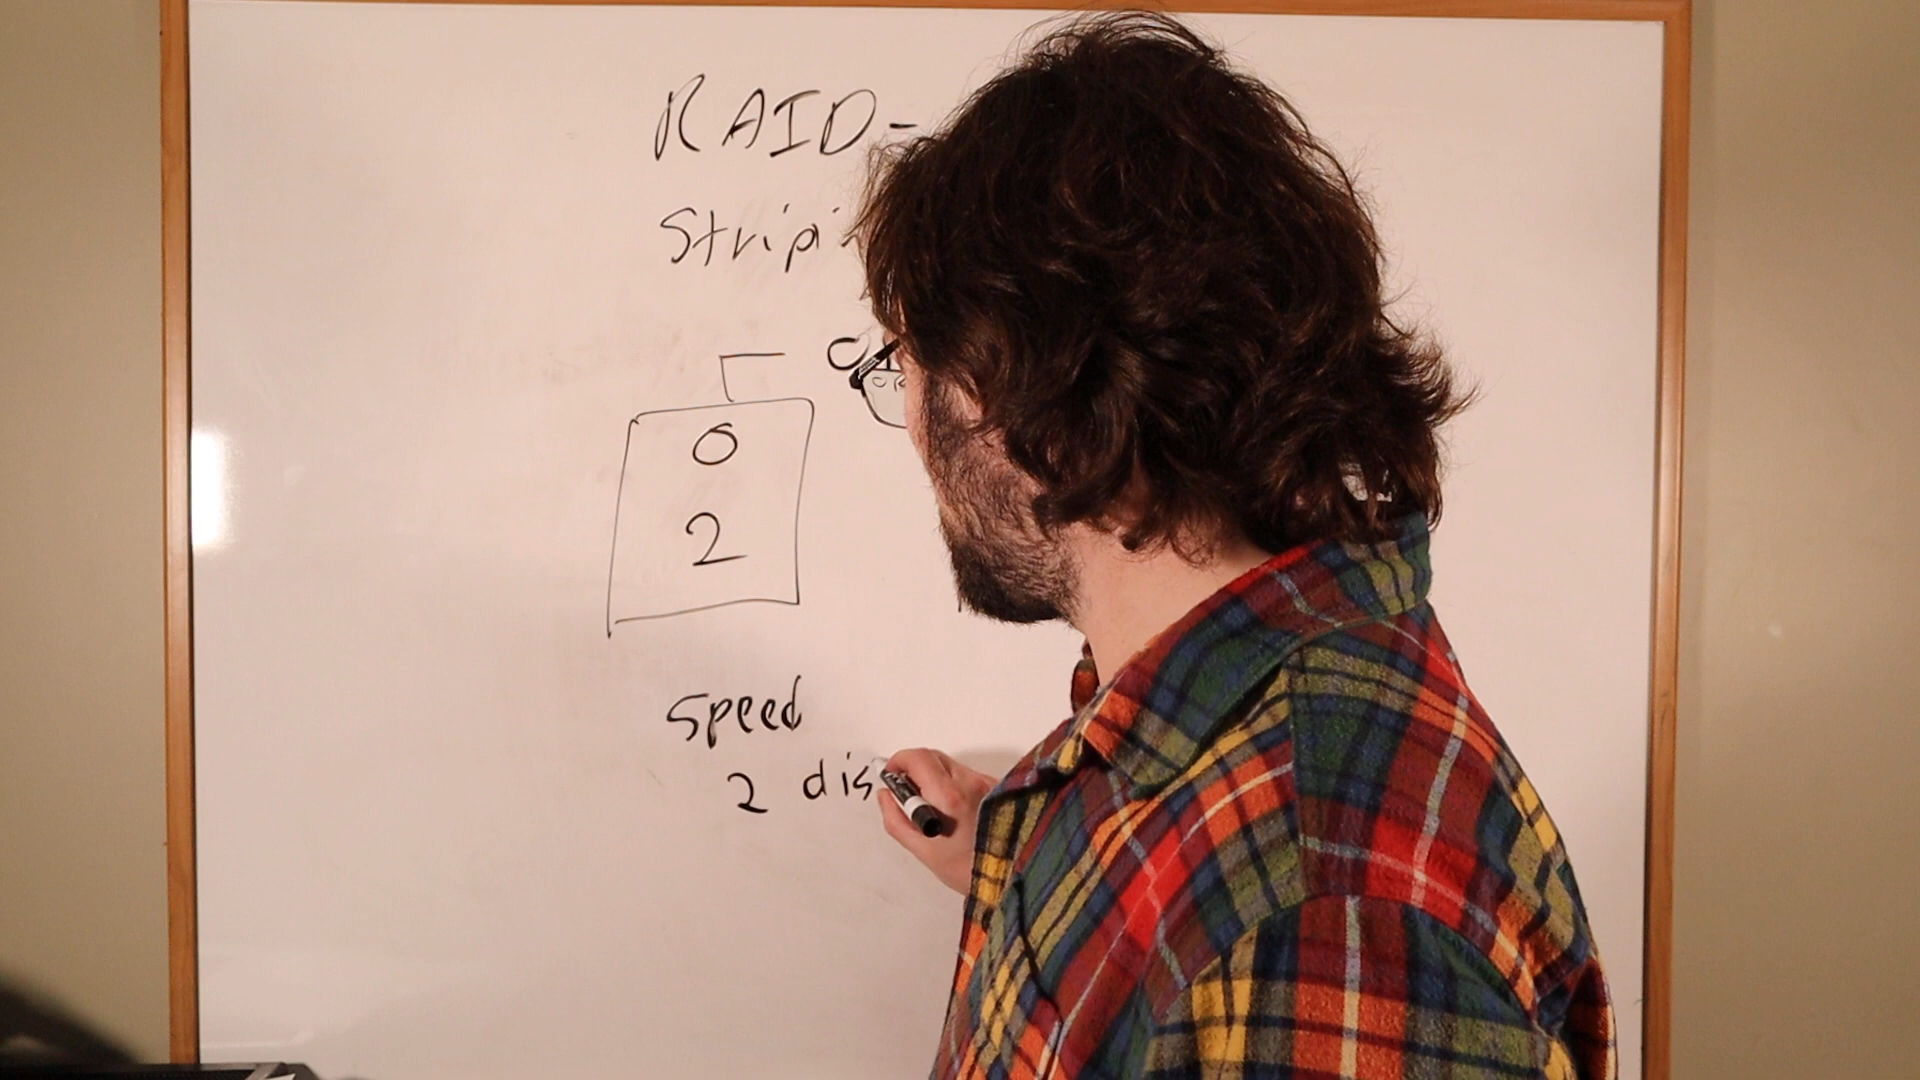 RAID-
Stripi
0
2
speed
2 dis